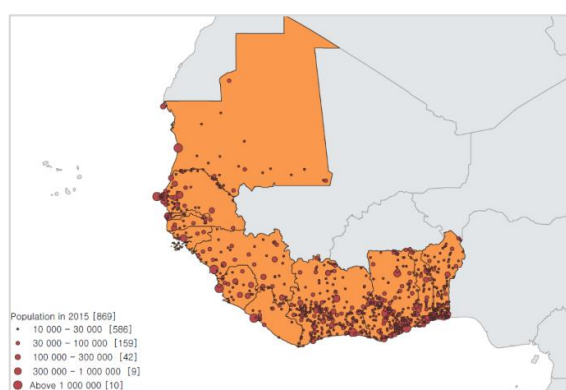 Population in 2015 [869]
10 000 – 30 000 [586]
30 000 – 100 000 [159]
100 000 – 300 000 [42]
300 000 – 1 000 000 [9]
Above 1 000 000 [10]